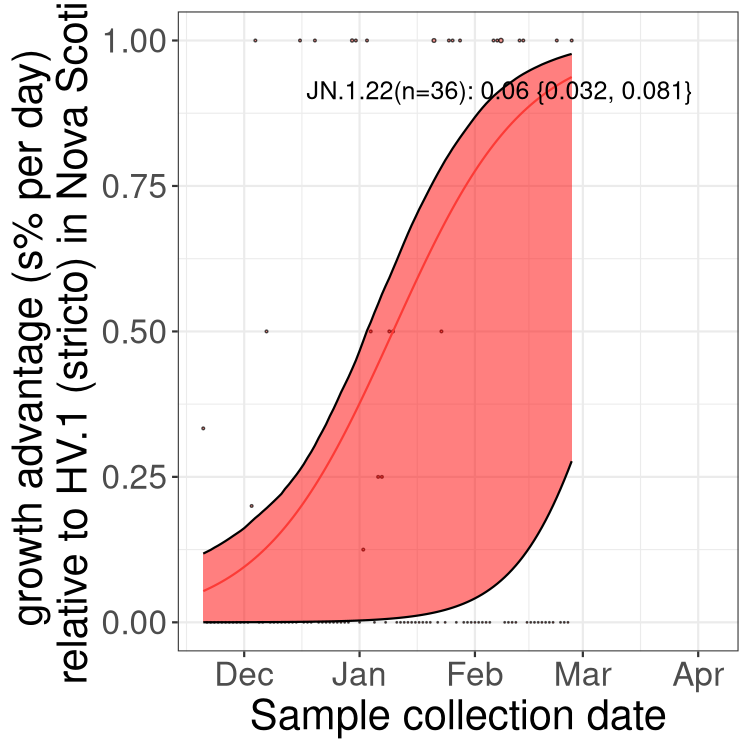 growth advantage (s% per day)
relative to HV.1 (stricto) in Nova Scoti
1.00
0.75
0.50
0.25
0.00
JN.1.22(n=36): 0.06 {0.032, 0.081}
Dec Jan Feb Mar Apr
Sample collection date